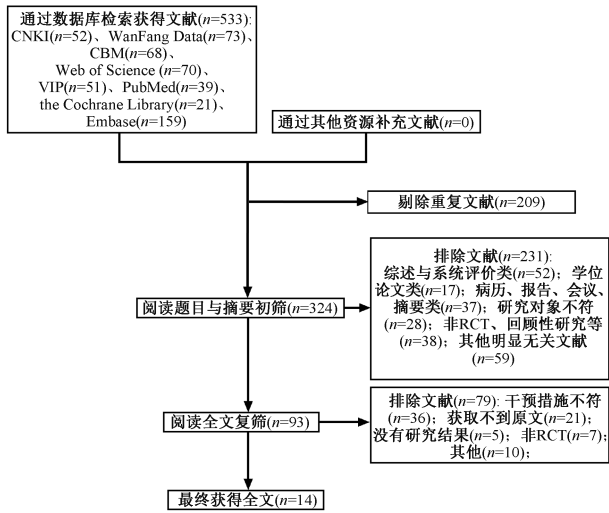 通过数据库检索获得文献(n=533):
CNKI(n=52)、WanFang Data(n=73)、
CBM(n=68)、
Web of Science (n=70)、
VIP(n=51)、PubMed(n=39)、
the Cochrane Library(n=21)、
Embase(n=159)
通过其他资源补充文献(n=0)
剔除重复文献(n=209)
排除文献(n=231):
综述与系统评价类(n=52); 学位
论文类(n=17); 病历、报告、会议、
摘要类(n=37); 研究对象不符
(n=28); 非RCT、回顾性研究等
(n=38); 其他明显无关文献
(n=59)
阅读题目与摘要初筛(n=324)
排除文献(n=79): 干预措施不符
(n=36); 获取不到原文(n=21);
没有研究结果(n=5); 非RCT(n=7);
其他(n=10);
阅读全文复筛(n=93)
最终获得全文(n=14)